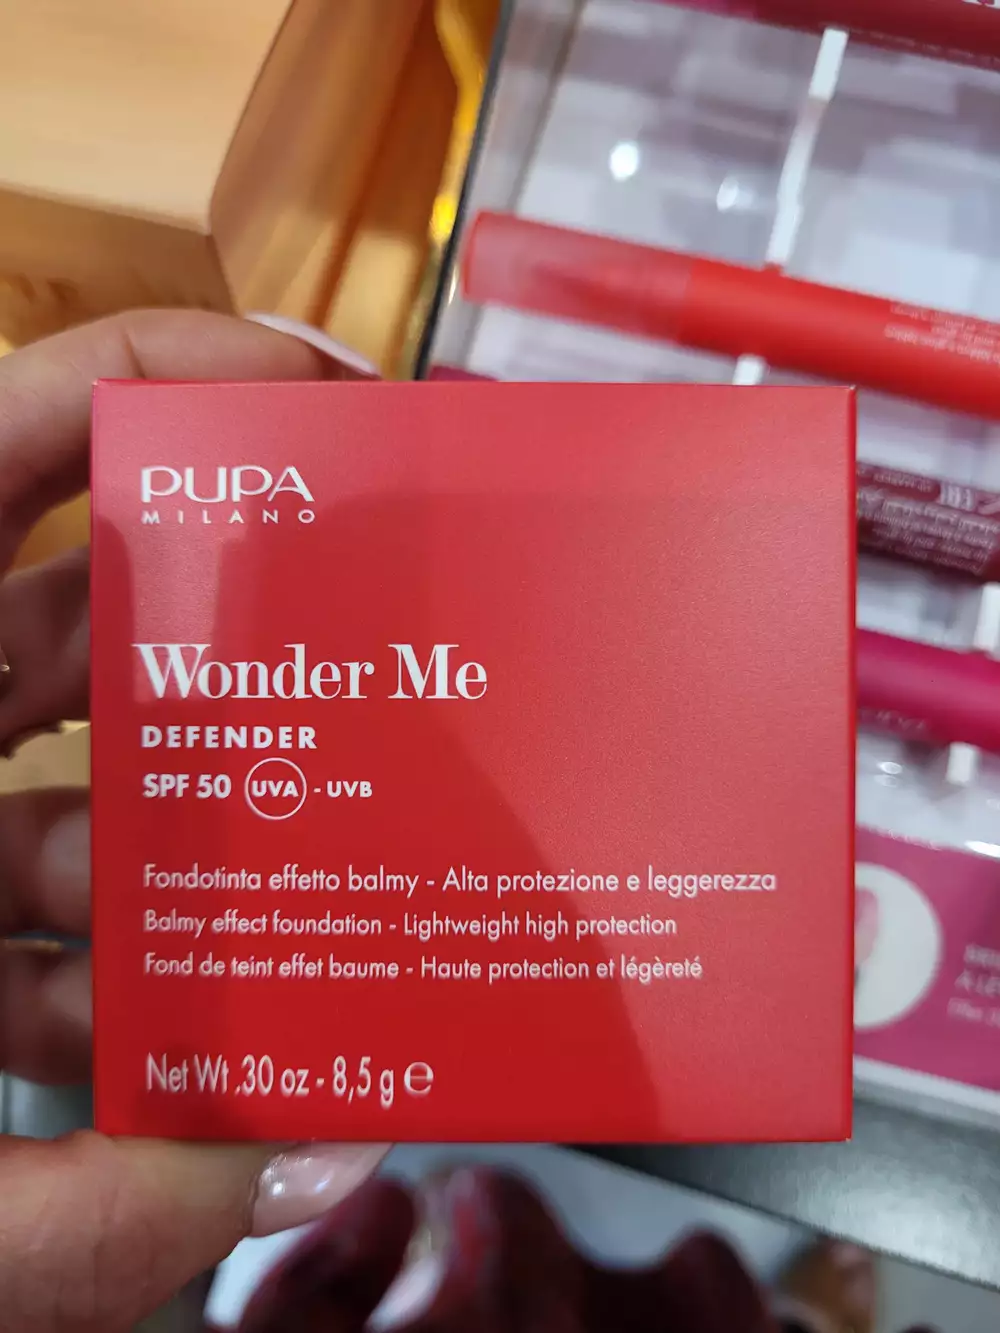 PUPA
MILANO
Wonder Me
DEFENDER
SPF 50 UVA - UVB
Fondotinta effetto balmy - Alta protezione e leggerezza
Balmy effect foundation - Lightweight high protection
Fond de teint effet baume - Haute protection et légèreté
Net Wt .30 oz - 8,5 g ℮